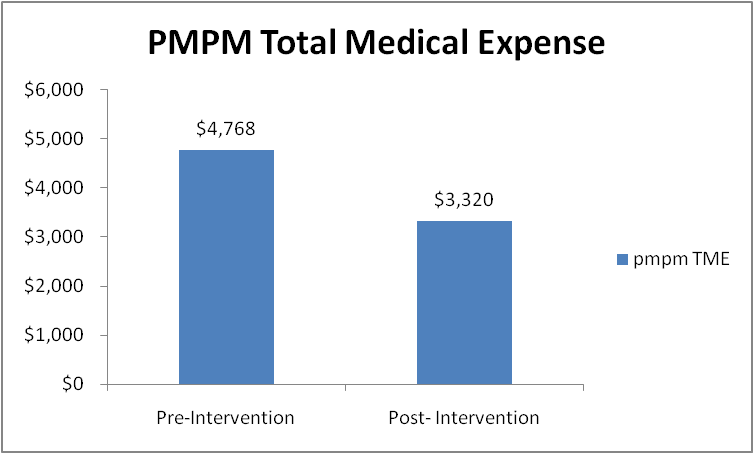 PMPM Total Medical Expense
$6,000
$5,000
$4,000
$3,000
$2,000
$1,000
$0
$4,768
$3,320
Pre-Intervention
Post- Intervention
pmpm TME